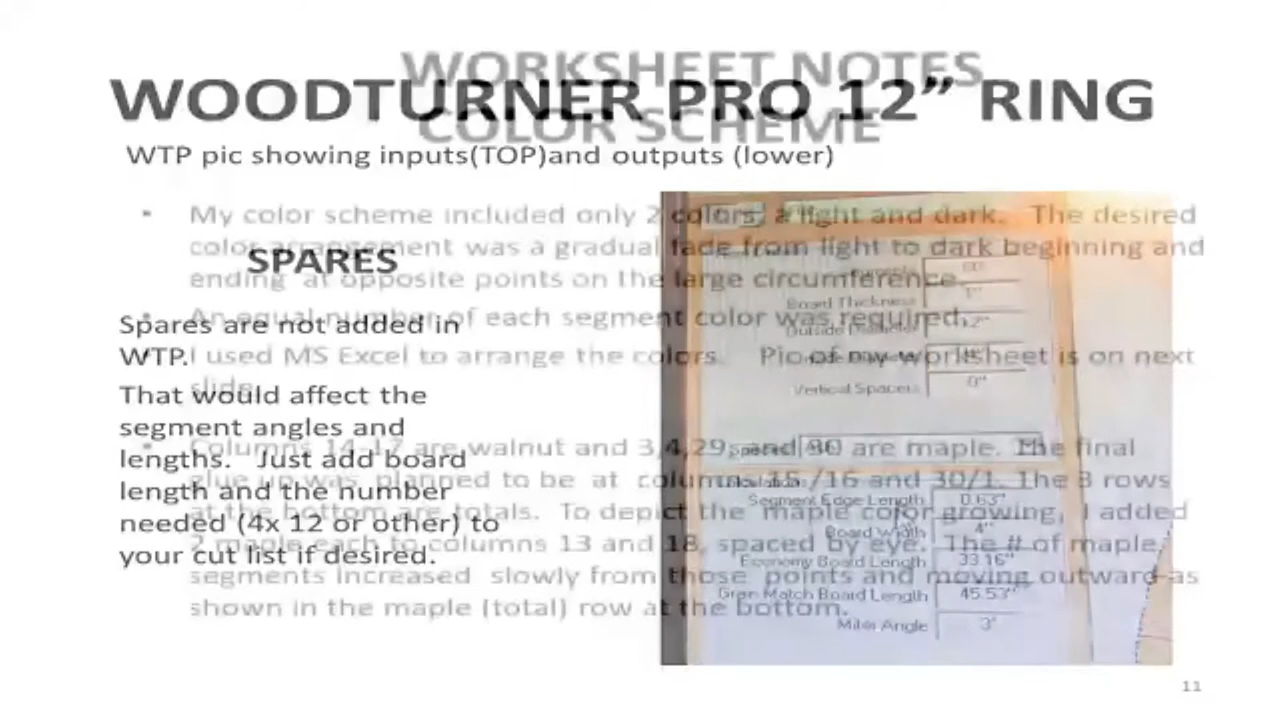 WORKSHEET NOTES
COLOR SCHEME
WOODTURNER PRO 12” RING
WTP pic showing inputs(TOP)and outputs (lower)
SPARES
Spares are not added in
WTP.
That would affect the
segment angles and
lengths. Just add board
length and the number
needed (4x 12 or other) to
your cut list if desired.
• My color scheme included only 2 colors, a light and dark. The desired
color arrangement was a gradual fade from light to dark beginning and
ending at opposite points on the large circumference.
• An equal number of each segment color was required.
• I used MS Excel to arrange the colors. Pic of my worksheet is on next
slide.
• Columns 14-17 are walnut and 3,4,29, and 30 are maple. The final
glue up was planned to be at columns 15 /16 and 30/1. The 3 rows
at the bottom are totals. To depict the maple color growing, I added
2 maple each to columns 13 and 18, spaced by eye. The # of maple
segments increased slowly from those points and moving outward as
shown in the maple (total) row at the bottom.
Board Thickness 1"
Outside Diameter 12"
Vertical Spacers 0"
Segment Edge Length 0.63"
Board Width 4"
Economy Board Length 33.16"
Grain Match Board Length 45.53"
Miter Angle 3°
11